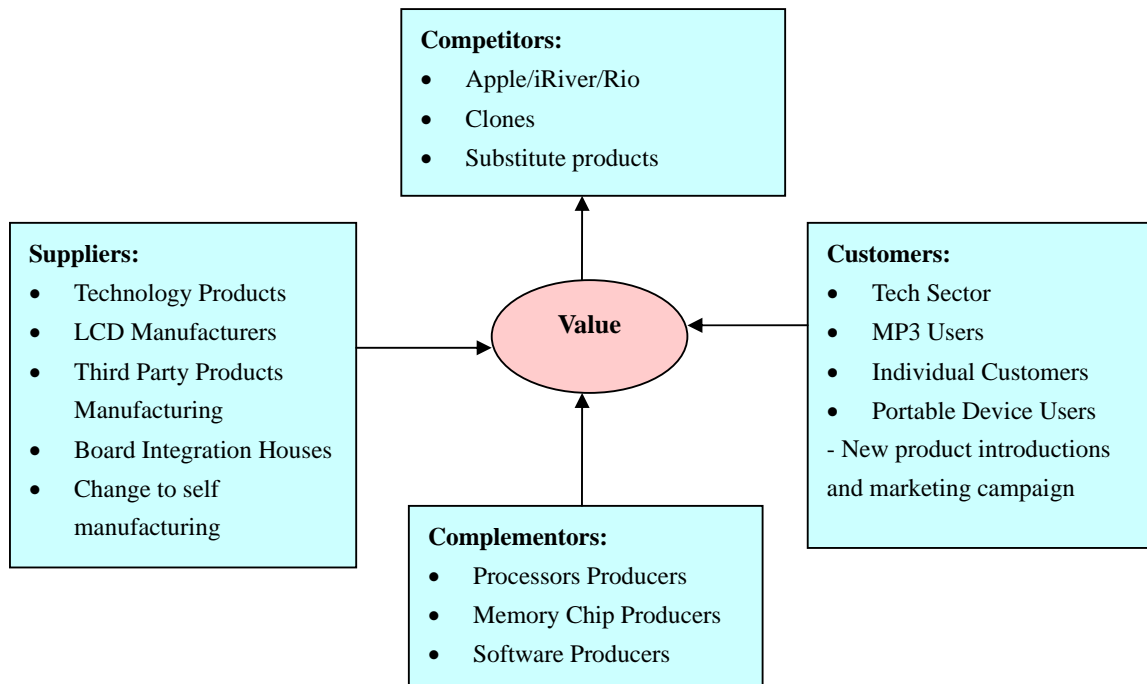 Competitors:
• Apple/iRiver/Rio
• Clones
• Substitute products
Suppliers:
• Technology Products
• LCD Manufacturers
• Third Party Products
Manufacturing
• Board Integration Houses
• Change to self
manufacturing
Value
Customers:
• Tech Sector
• MP3 Users
• Individual Customers
• Portable Device Users
- New product introductions
and marketing campaign
Complementors:
• Processors Producers
• Memory Chip Producers
• Software Producers